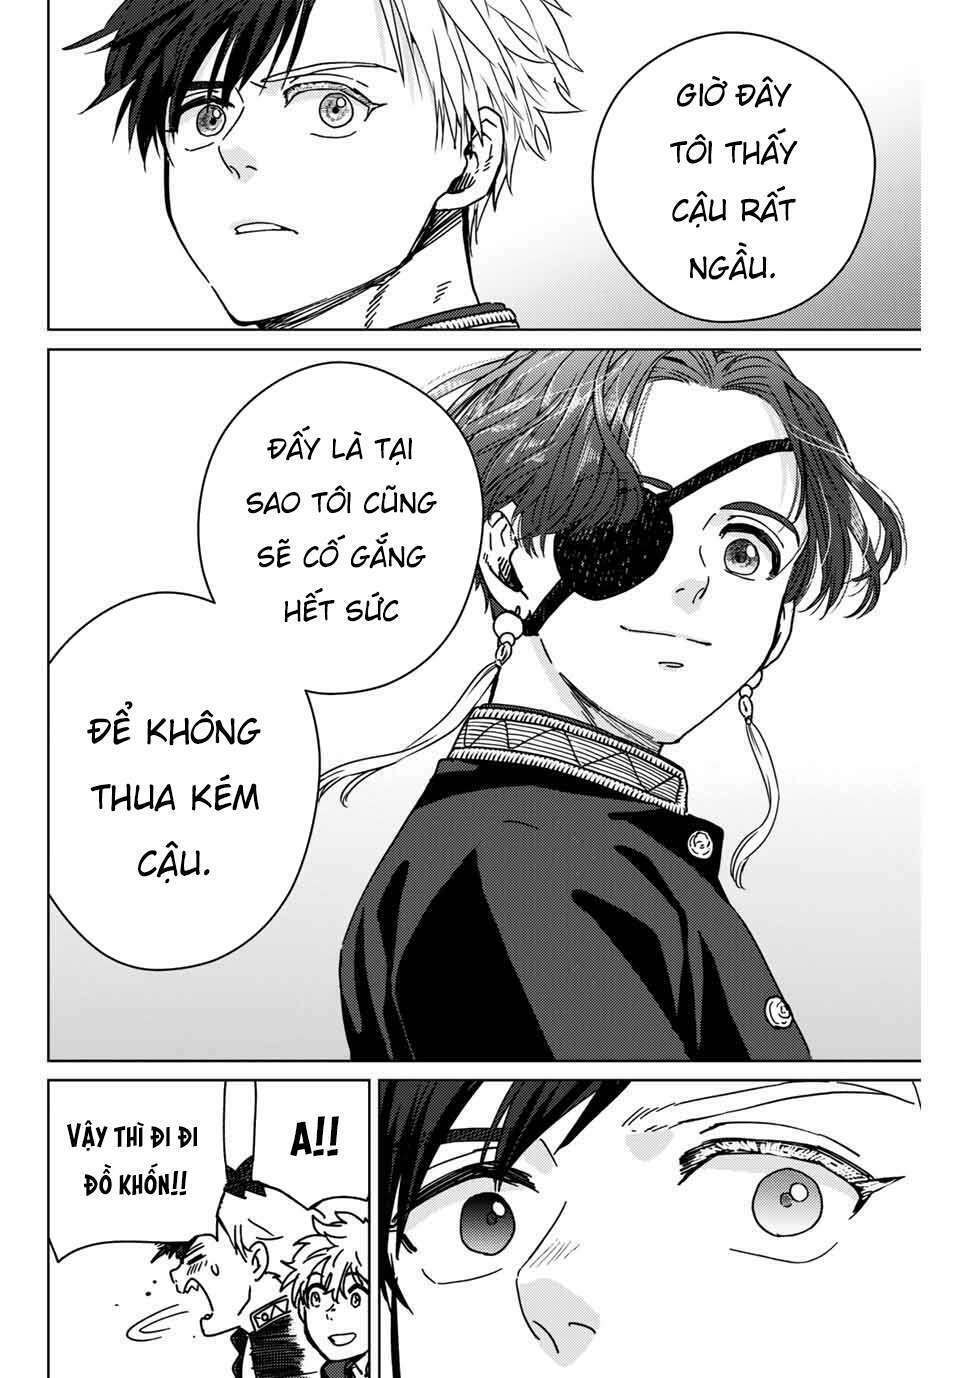 GIỜ ĐÂY
TÔI THẤY
CẬU RẤT
NGẦU.
ĐẤY LÀ TẠI
SAO TÔI CŨNG
SẼ CỐ GẮNG
HẾT SỨC
ĐỂ KHÔNG
THUA KÉM
CẬU.
A!!
VẬY THÌ ĐI ĐI
ĐỒ KHỐN!!